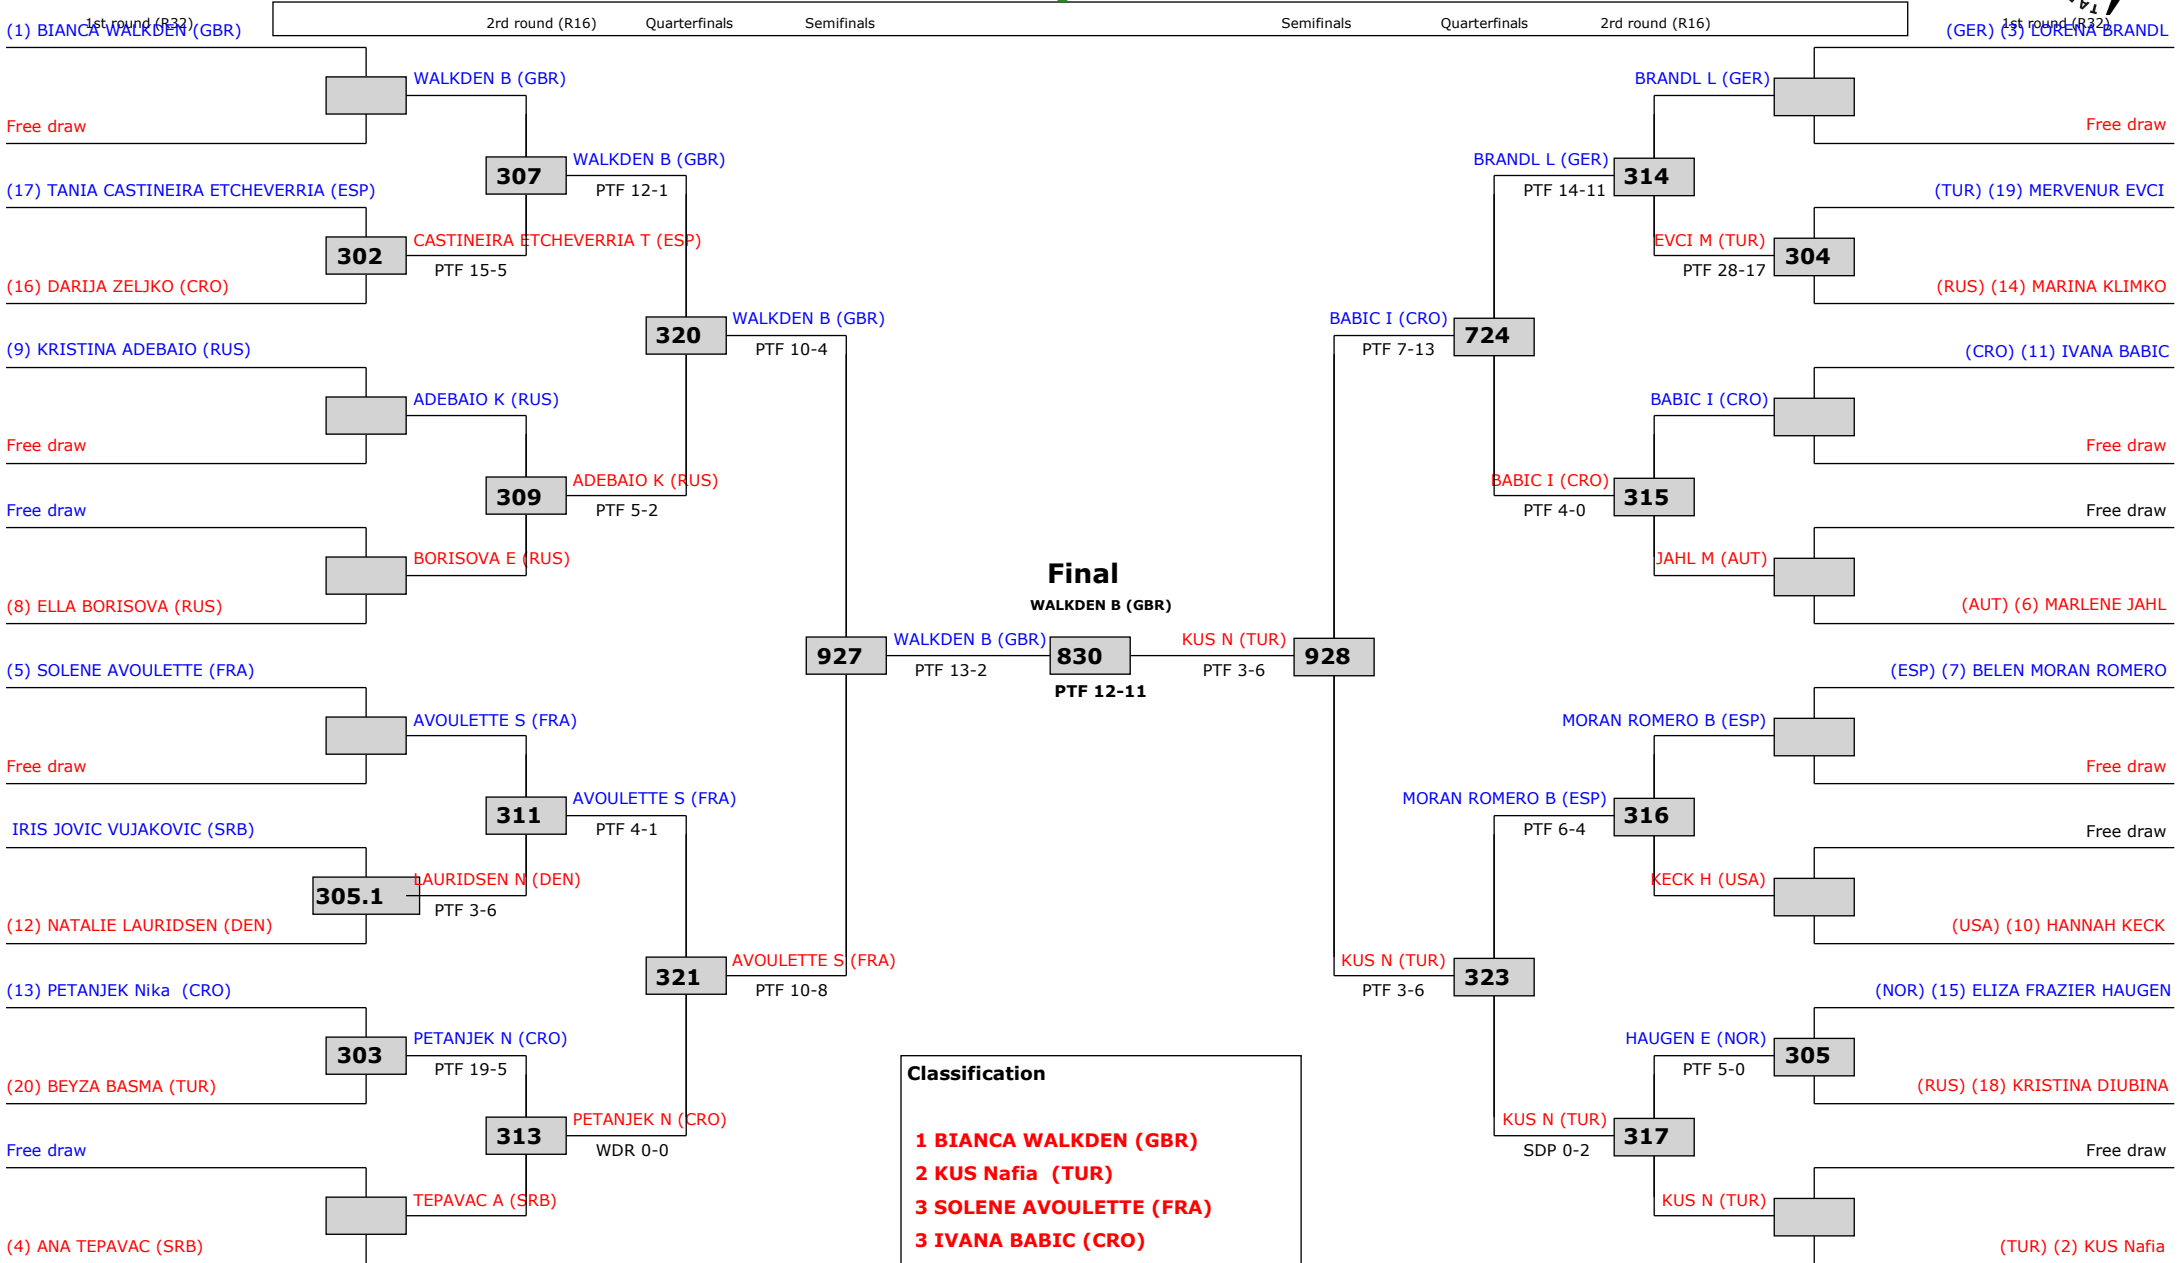 1st round (R32)
2rd round (R16)
Quarterfinals
Semifinals
Semifinals
Quarterfinals
2rd round (R16)
1st round (R32)
(1) BIANCA WALKDEN (GBR)
Free draw
WALKDEN B (GBR)
(17) TANIA CASTINEIRA ETCHEVERRIA (ESP)
302
(16) DARIJA ZELJKO (CRO)
CASTINEIRA ETCHEVERRIA T (ESP)
PTF 15-5
307
WALKDEN B (GBR)
PTF 12-1
(9) KRISTINA ADEBAIO (RUS)
Free draw
ADEBAIO K (RUS)
Free draw
(8) ELLA BORISOVA (RUS)
BORISOVA E (RUS)
309
ADEBAIO K (RUS)
PTF 5-2
320
WALKDEN B (GBR)
PTF 10-4
(5) SOLENE AVOULETTE (FRA)
Free draw
AVOULETTE S (FRA)
IRIS JOVIC VUJAKOVIC (SRB)
305.1
(12) NATALIE LAURIDSEN (DEN)
LAURIDSEN N (DEN)
PTF 3-6
311
AVOULETTE S (FRA)
PTF 4-1
(13) PETANJEK Nika (CRO)
303
(20) BEYZA BASMA (TUR)
PETANJEK N (CRO)
PTF 19-5
Free draw
(4) ANA TEPAVAC (SRB)
TEPAVAC A (SRB)
313
PETANJEK N (CRO)
WDR 0-0
321
AVOULETTE S (FRA)
PTF 10-8
927
WALKDEN B (GBR)
PTF 13-2
Final
WALKDEN B (GBR)
830
PTF 12-11
KUS N (TUR)
PTF 3-6
928
BABIC I (CRO)
PTF 7-13
724
BRANDL L (GER)
PTF 14-11
314
BRANDL L (GER)
(GER) (3) LORENA BRANDL
Free draw
EVCI M (TUR)
PTF 28-17
304
(TUR) (19) MERVENUR EVCI
(RUS) (14) MARINA KLIMKO
BABIC I (CRO)
PTF 4-0
315
BABIC I (CRO)
(CRO) (11) IVANA BABIC
Free draw
JAHL M (AUT)
Free draw
(AUT) (6) MARLENE JAHL
KUS N (TUR)
PTF 3-6
323
MORAN ROMERO B (ESP)
PTF 6-4
316
MORAN ROMERO B (ESP)
(ESP) (7) BELEN MORAN ROMERO
Free draw
KECK H (USA)
Free draw
(USA) (10) HANNAH KECK
KUS N (TUR)
SDP 0-2
317
HAUGEN E (NOR)
PTF 5-0
305
(NOR) (15) ELIZA FRAZIER HAUGEN
(RUS) (18) KRISTINA DIUBINA
KUS N (TUR)
Free draw
(TUR) (2) KUS Nafia
Classification
1 BIANCA WALKDEN (GBR)
2 KUS Nafia (TUR)
3 SOLENE AVOULETTE (FRA)
3 IVANA BABIC (CRO)